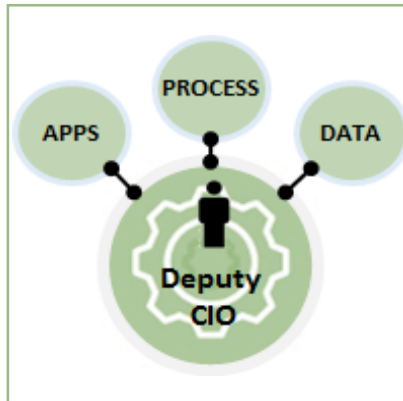 PROCESS
APPS
DATA
Deputy
CIO